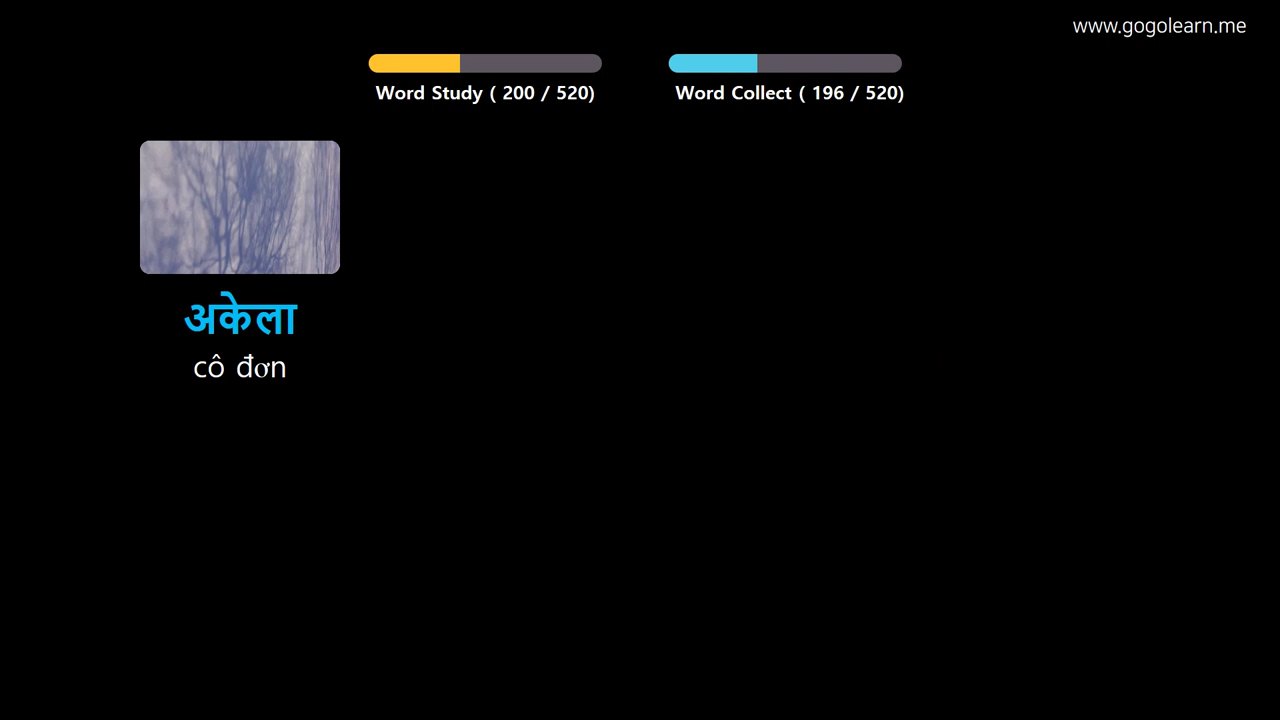 www.gogolearn.me
Word Study ( 200 / 520)
Word Collect ( 196 / 520)
अकेला
cô đơn